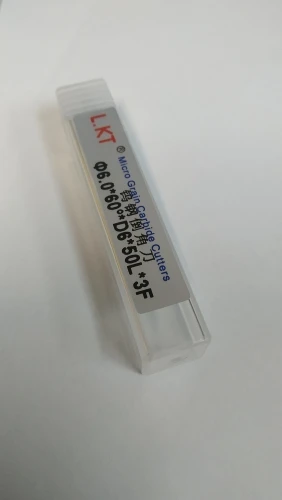 L.KT ®
Micro Grain Carbide Cutters
钨钢倒角刀
Φ6.0*60°*D6*50L*3F